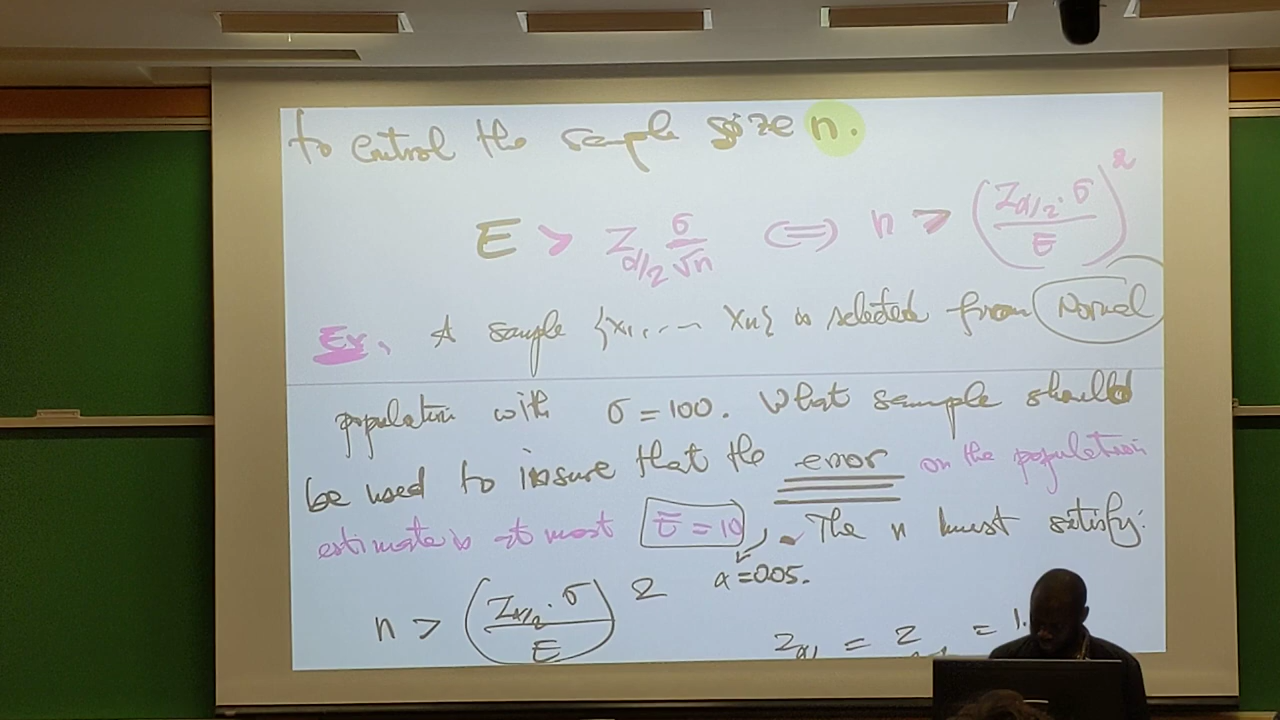 to control the sample size n.
E > Z_{α/2} σ/√n ⟺ n > (Z_{α/2} · σ / E)^2
Ex. A sample {x1, ... Xn} is selected from Normal
population with σ = 100. What sample should
be used to insure that the error on the population
estimate is at most E = 10. The n must satisfy:
α = 0.05.
n > (Z_{α/2} · σ / E)^2
Z = Z = 1.